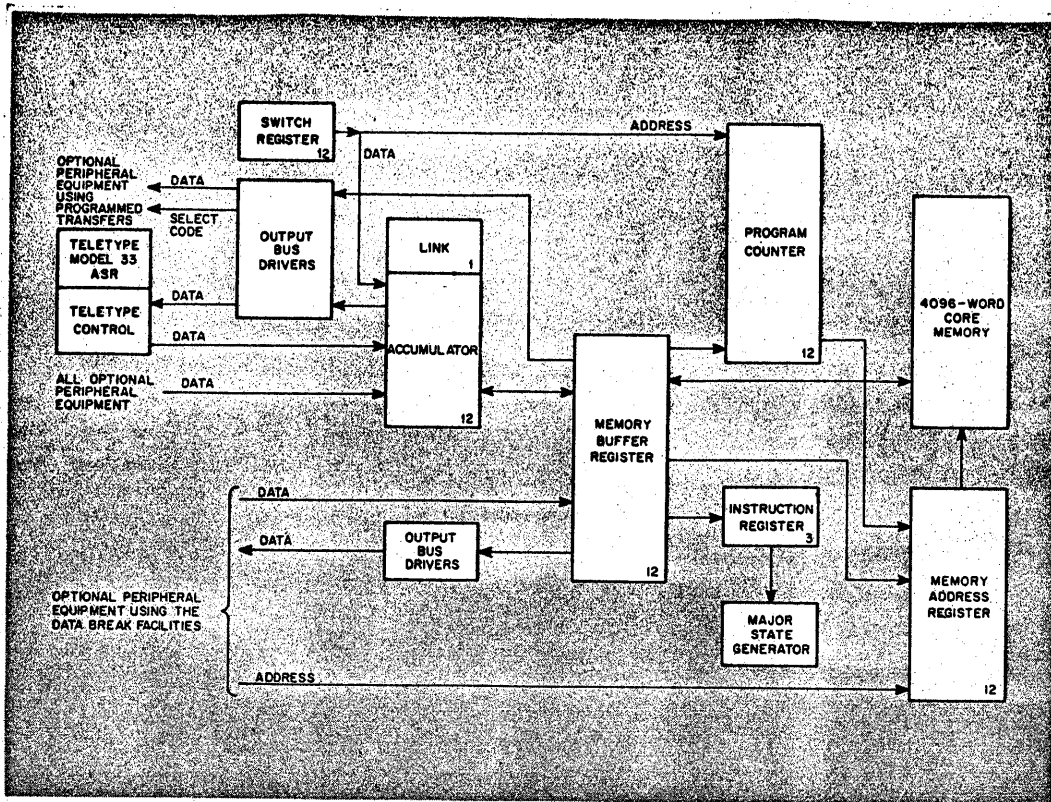 SWITCH
REGISTER
12
ADDRESS
DATA
OPTIONAL
PERIPHERAL
EQUIPMENT
USING
PROGRAMMED
TRANSFERS
DATA
SELECT
CODE
OUTPUT
BUS
DRIVERS
LINK
1
PROGRAM
COUNTER
12
4096-WORD
CORE
MEMORY
TELETYPE
MODEL 33
ASR
TELETYPE
CONTROL
DATA
DATA
ACCUMULATOR
12
ALL OPTIONAL
PERIPHERAL
EQUIPMENT
DATA
MEMORY
BUFFER
REGISTER
12
DATA
DATA
OUTPUT
BUS
DRIVERS
INSTRUCTION
REGISTER
3
MAJOR
STATE
GENERATOR
MEMORY
ADDRESS
REGISTER
12
OPTIONAL PERIPHERAL
EQUIPMENT USING THE
DATA BREAK FACILITIES
ADDRESS